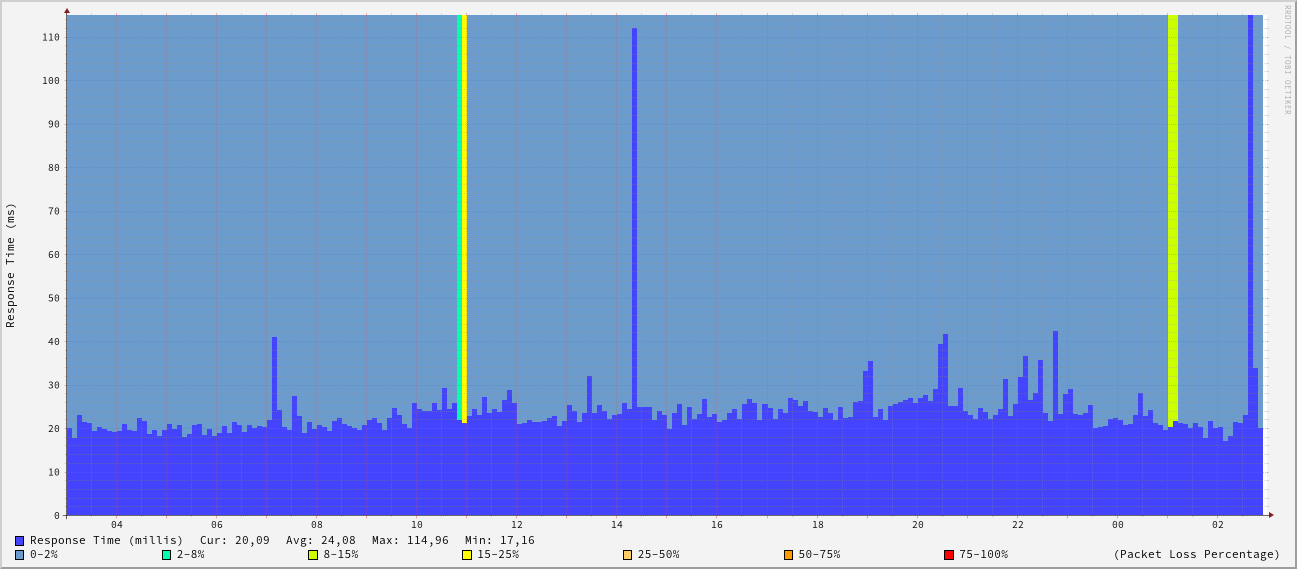 RRDTOOL / TOBI OETIKER
Response Time (ms)
110
100
90
80
70
60
50
40
30
20
10
0
04 06 08 10 12 14 16 18 20 22 00 02
Response Time (millis) Cur: 20,09 Avg: 24,08 Max: 114,96 Min: 17,16
0-2% 2-8% 8-15% 15-25% 25-50% 50-75% 75-100% (Packet Loss Percentage)